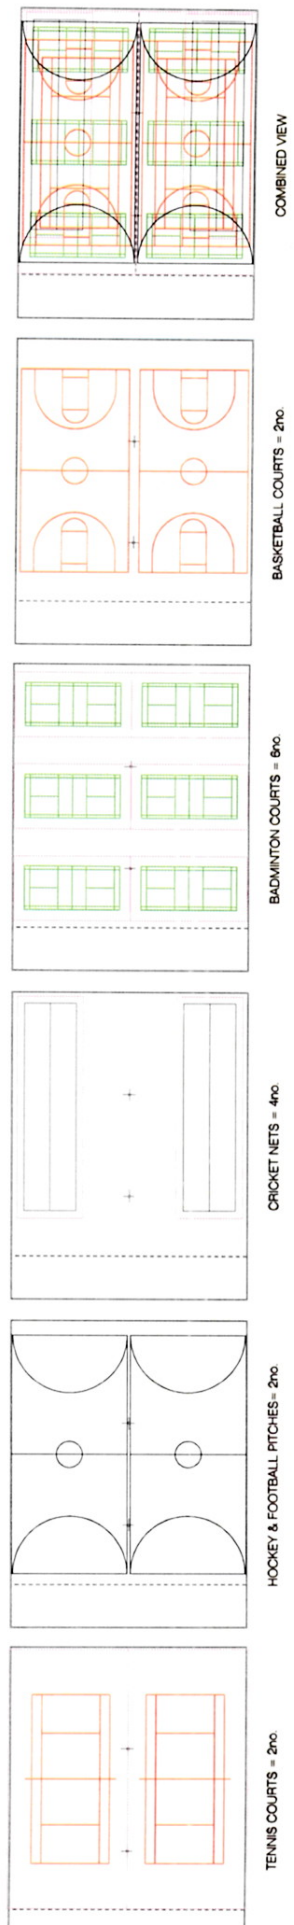 TENNIS COURTS = 2no.
HOCKEY & FOOTBALL PITCHES= 2no.
CRICKET NETS = 4no.
BADMINTON COURTS = 6no.
BASKETBALL COURTS = 2no.
COMBINED VIEW